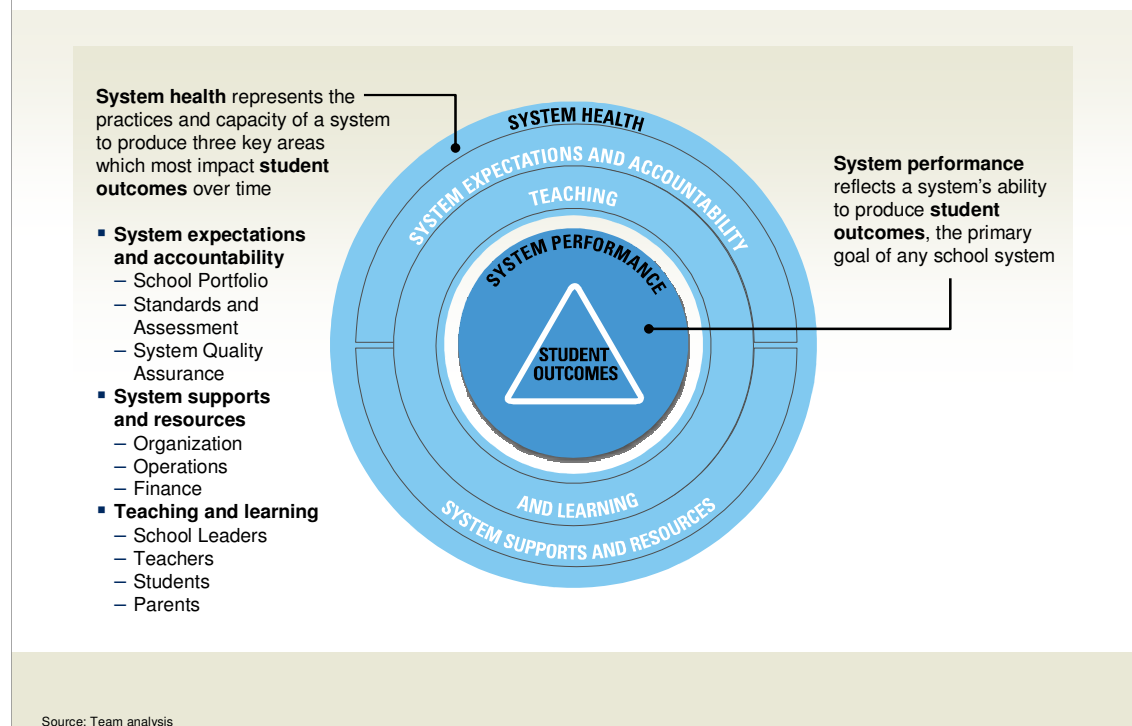 System health represents the
practices and capacity of a system
to produce three key areas
which most impact student
outcomes over time
▪ System expectations
and accountability
– School Portfolio
– Standards and
Assessment
– System Quality
Assurance
▪ System supports
and resources
– Organization
– Operations
– Finance
▪ Teaching and learning
– School Leaders
– Teachers
– Students
– Parents
SYSTEM HEALTH
SYSTEM EXPECTATIONS AND ACCOUNTABILITY
TEACHING
SYSTEM PERFORMANCE
STUDENT
OUTCOMES
AND LEARNING
SYSTEM SUPPORTS AND RESOURCES
System performance
reflects a system's ability
to produce student
outcomes, the primary
goal of any school system
Source: Team analysis